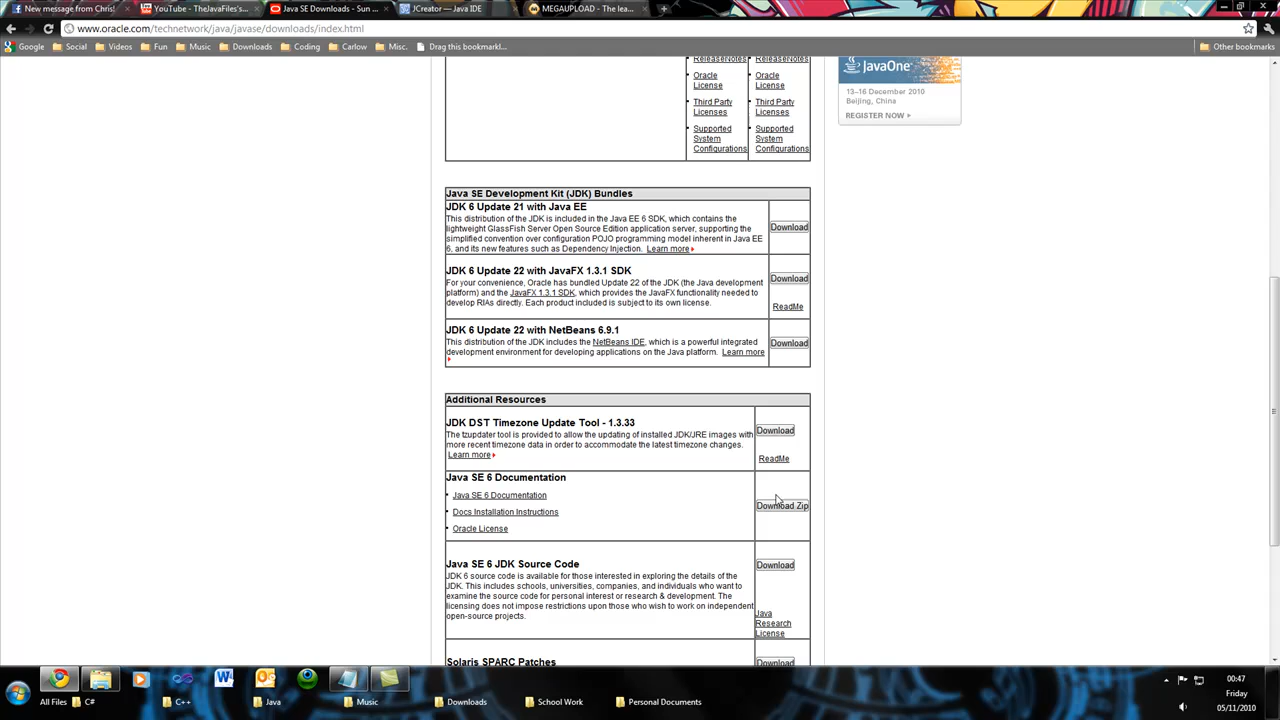 New message from Chris
YouTube - TheJavaFiles's...
Java SE Downloads - Sun ...
JCreator — Java IDE
MEGAUPLOAD - The lea...
www.oracle.com/technetwork/java/javase/downloads/index.html
Google Social Videos Fun Music Downloads Coding Carlow Misc. Drag this bookmarkl... Other bookmarks
ReleaseNotes ReleaseNotes
Oracle License Oracle License
Third Party Licenses Third Party Licenses
Supported System Configurations Supported System Configurations
JavaOne
13–16 December 2010
Beijing, China
REGISTER NOW
Java SE Development Kit (JDK) Bundles
JDK 6 Update 21 with Java EE
This distribution of the JDK is included in the Java EE 6 SDK, which contains the
lightweight GlassFish Server Open Source Edition application server, supporting the
simplified convention over configuration POJO programming model inherent in Java EE
6, and its new features such as Dependency Injection. Learn more
Download
JDK 6 Update 22 with JavaFX 1.3.1 SDK
For your convenience, Oracle has bundled Update 22 of the JDK (the Java development
platform) and the JavaFX 1.3.1 SDK, which provides the JavaFX functionality needed to
develop RIAs directly. Each product included is subject to its own license.
Download
ReadMe
JDK 6 Update 22 with NetBeans 6.9.1
This distribution of the JDK includes the NetBeans IDE, which is a powerful integrated
development environment for developing applications on the Java platform. Learn more
Download
Additional Resources
JDK DST Timezone Update Tool - 1.3.33
The tzupdater tool is provided to allow the updating of installed JDK/JRE images with
more recent timezone data in order to accommodate the latest timezone changes.
Learn more
Download
ReadMe
Java SE 6 Documentation
Java SE 6 Documentation
Docs Installation Instructions
Oracle License
Download Zip
Java SE 6 JDK Source Code
JDK 6 source code is available for those interested in exploring the details of the
JDK. This includes schools, universities, companies, and individuals who want to
examine the source code for personal interest or research & development. The
licensing does not impose restrictions upon those who wish to work on independent
open-source projects.
Download
Java
Research
License
Solaris SPARC Patches
Download
All Files C# C++ Java Music Downloads School Work Personal Documents
00:47
Friday
05/11/2010